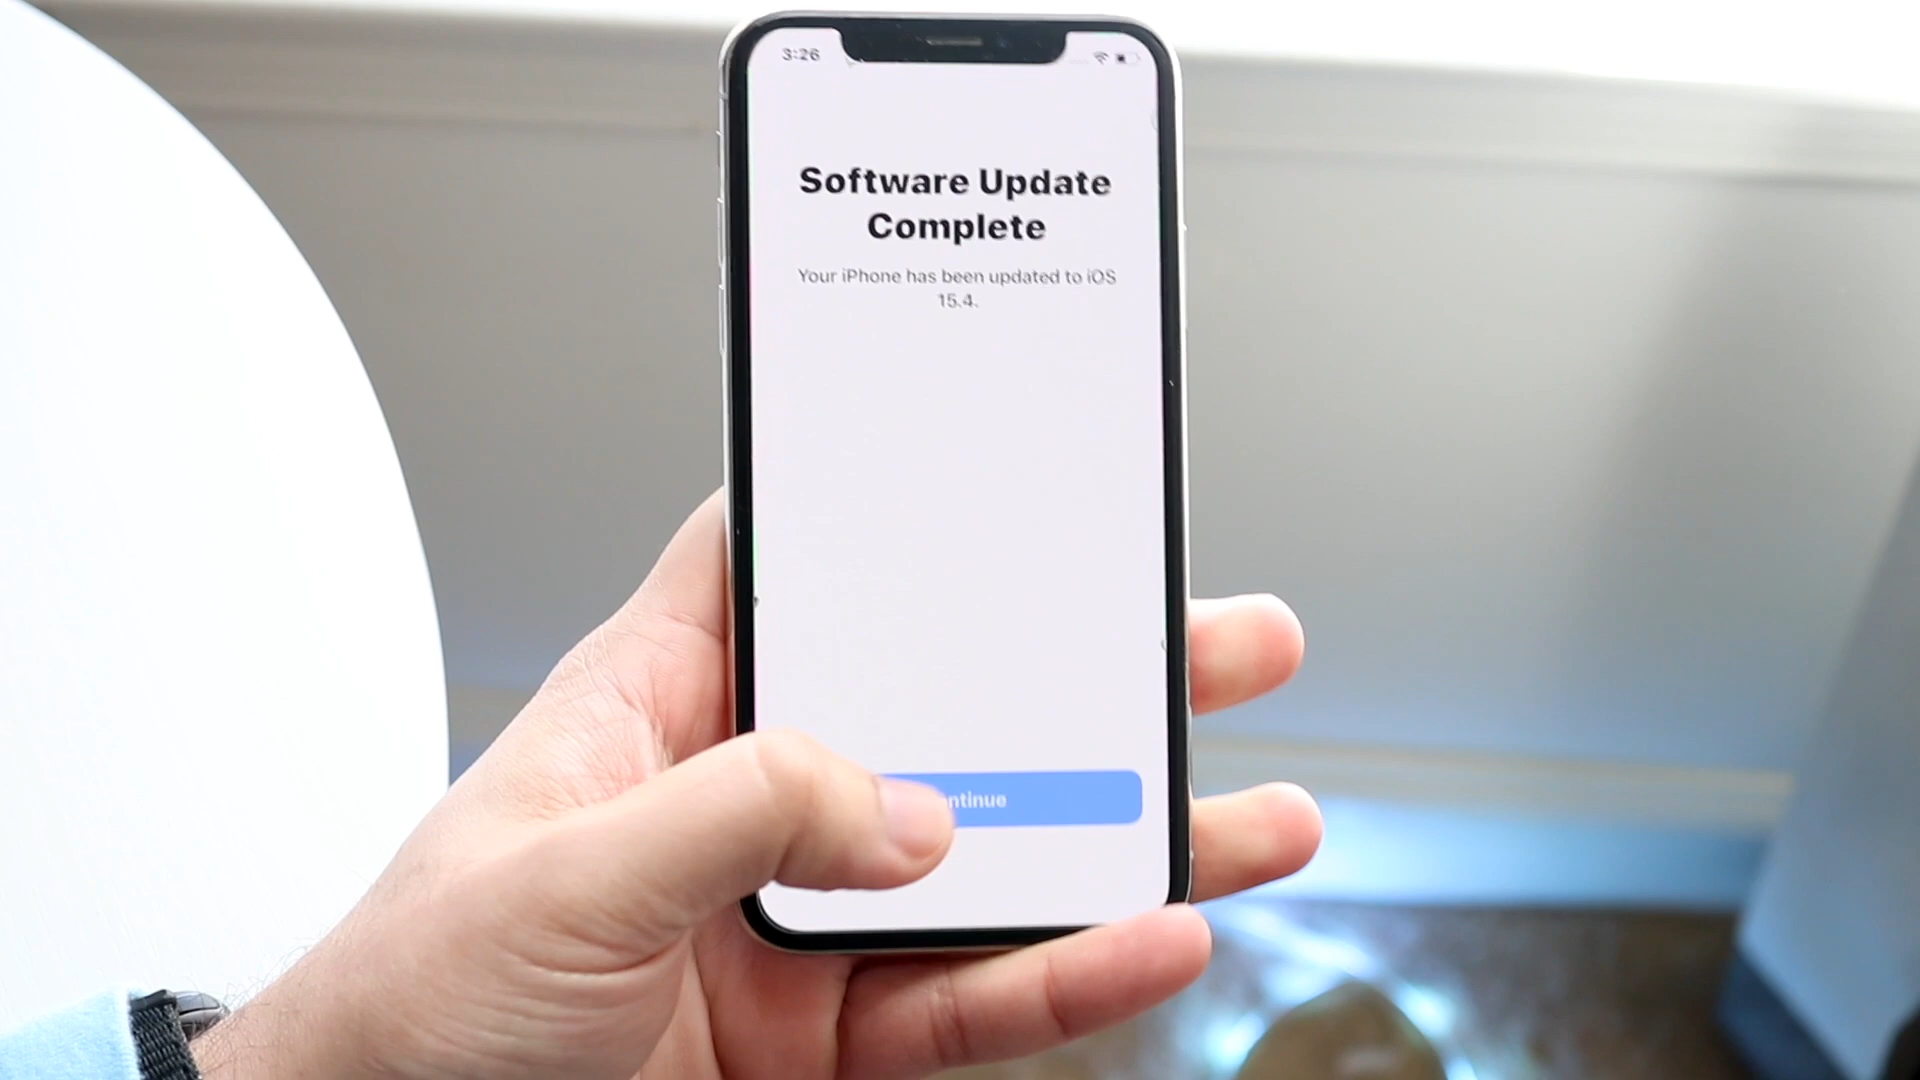 3:26
Software Update
Complete
Your iPhone has been updated to iOS
15.4.
ntinue